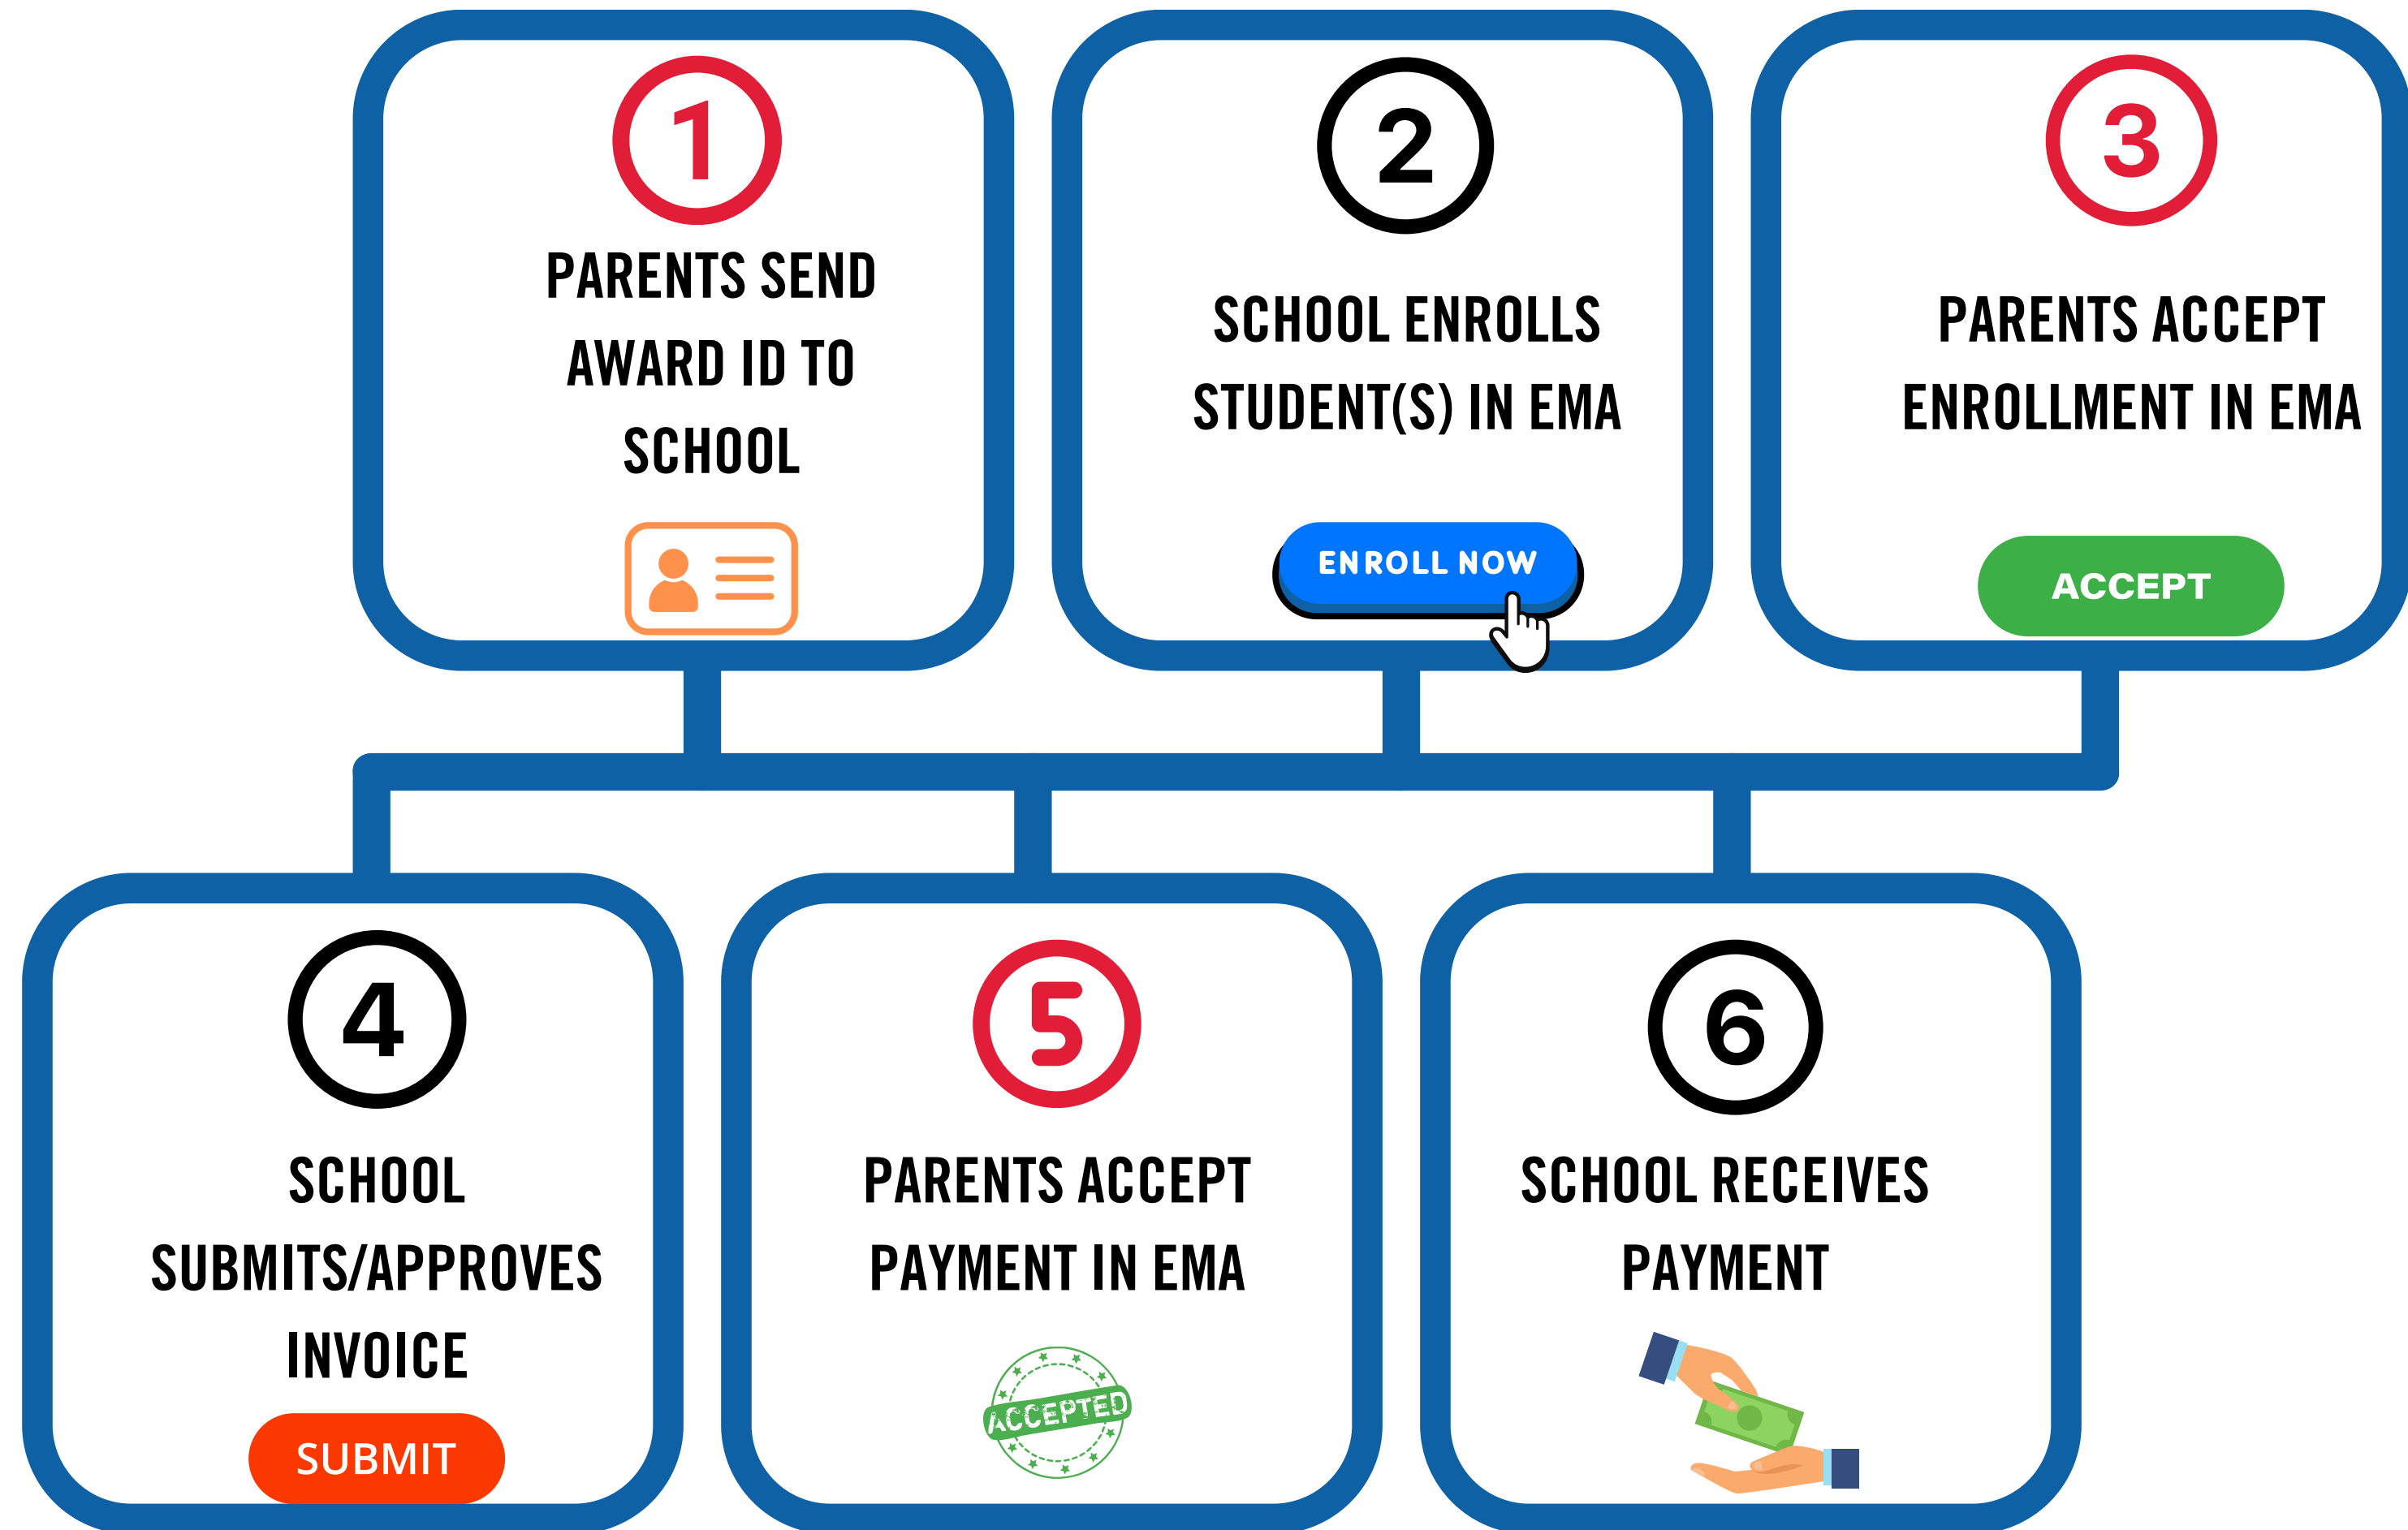 1
PARENTS SEND
AWARD ID TO
SCHOOL
2
SCHOOL ENROLLS
STUDENT(S) IN EMA
ENROLL NOW
3
PARENTS ACCEPT
ENROLLMENT IN EMA
ACCEPT
4
SCHOOL
SUBMITS/APPROVES
INVOICE
SUBMIT
5
PARENTS ACCEPT
PAYMENT IN EMA
ACCEPTED
6
SCHOOL RECEIVES
PAYMENT